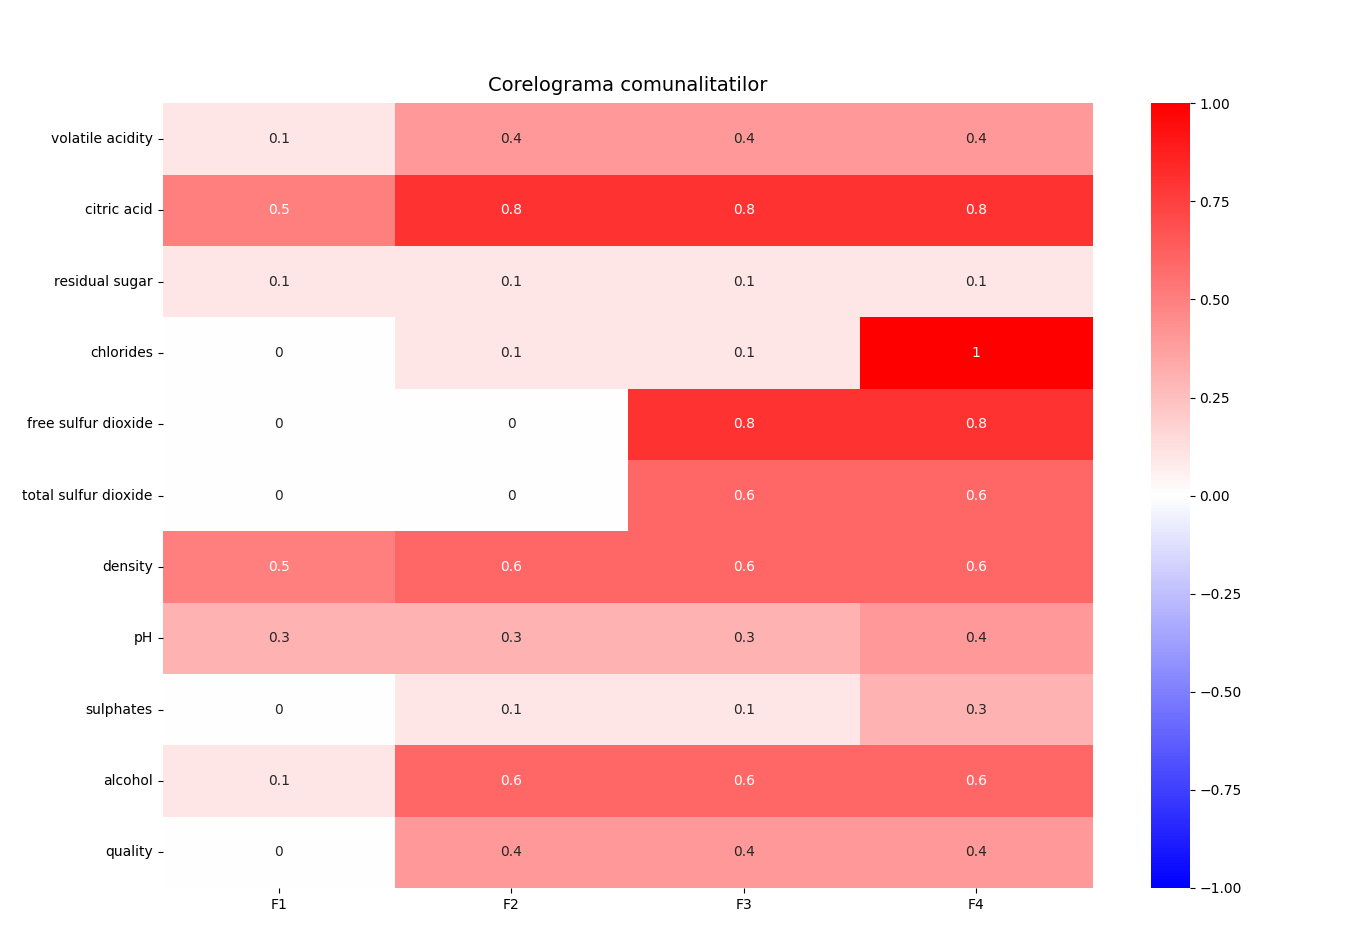 Corelograma comunalitatilor
volatile acidity 0.1 0.4 0.4 0.4
citric acid 0.5 0.8 0.8 0.8
residual sugar 0.1 0.1 0.1 0.1
chlorides 0 0.1 0.1 1
free sulfur dioxide 0 0 0.8 0.8
total sulfur dioxide 0 0 0.6 0.6
density 0.5 0.6 0.6 0.6
pH 0.3 0.3 0.3 0.4
sulphates 0 0.1 0.1 0.3
alcohol 0.1 0.6 0.6 0.6
quality 0 0.4 0.4 0.4
F1 F2 F3 F4
1.00
0.75
0.50
0.25
0.00
−0.25
−0.50
−0.75
−1.00